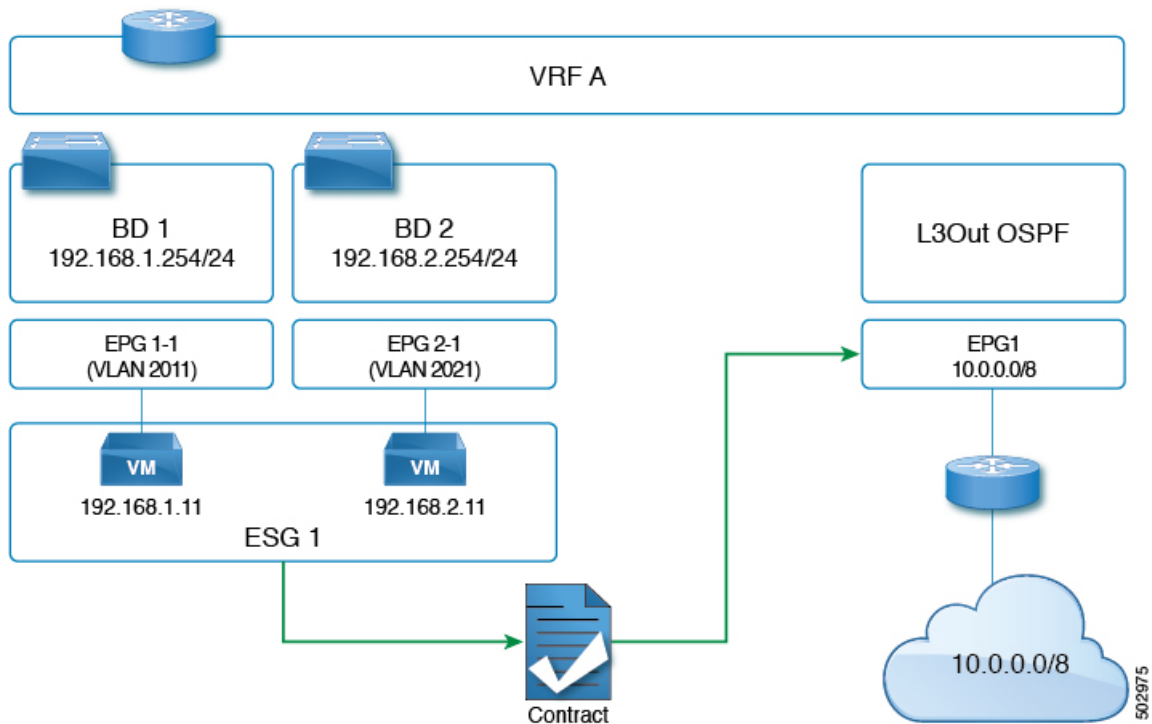 VRF A
BD 1
192.168.1.254/24
BD 2
192.168.2.254/24
L3Out OSPF
EPG 1-1
(VLAN 2011)
EPG 2-1
(VLAN 2021)
EPG1
10.0.0.0/8
VM
192.168.1.11
VM
192.168.2.11
ESG 1
Contract
10.0.0.0/8
502975